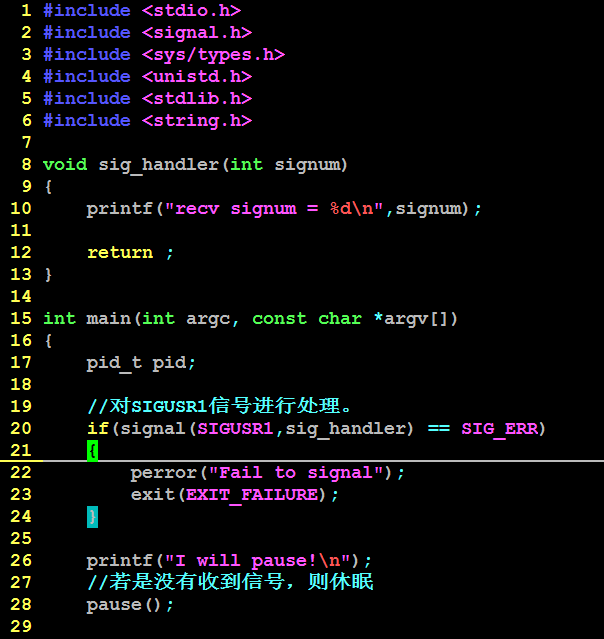 1 #include <stdio.h>
2 #include <signal.h>
3 #include <sys/types.h>
4 #include <unistd.h>
5 #include <stdlib.h>
6 #include <string.h>
7
8 void sig_handler(int signum)
9 {
10     printf("recv signum = %d\n",signum);
11
12     return ;
13 }
14
15 int main(int argc, const char *argv[])
16 {
17     pid_t pid;
18
19     //对SIGUSR1信号进行处理。
20     if(signal(SIGUSR1,sig_handler) == SIG_ERR)
21     {
22         perror("Fail to signal");
23         exit(EXIT_FAILURE);
24     }
25
26     printf("I will pause!\n");
27     //若是没有收到信号，则休眠
28     pause();
29